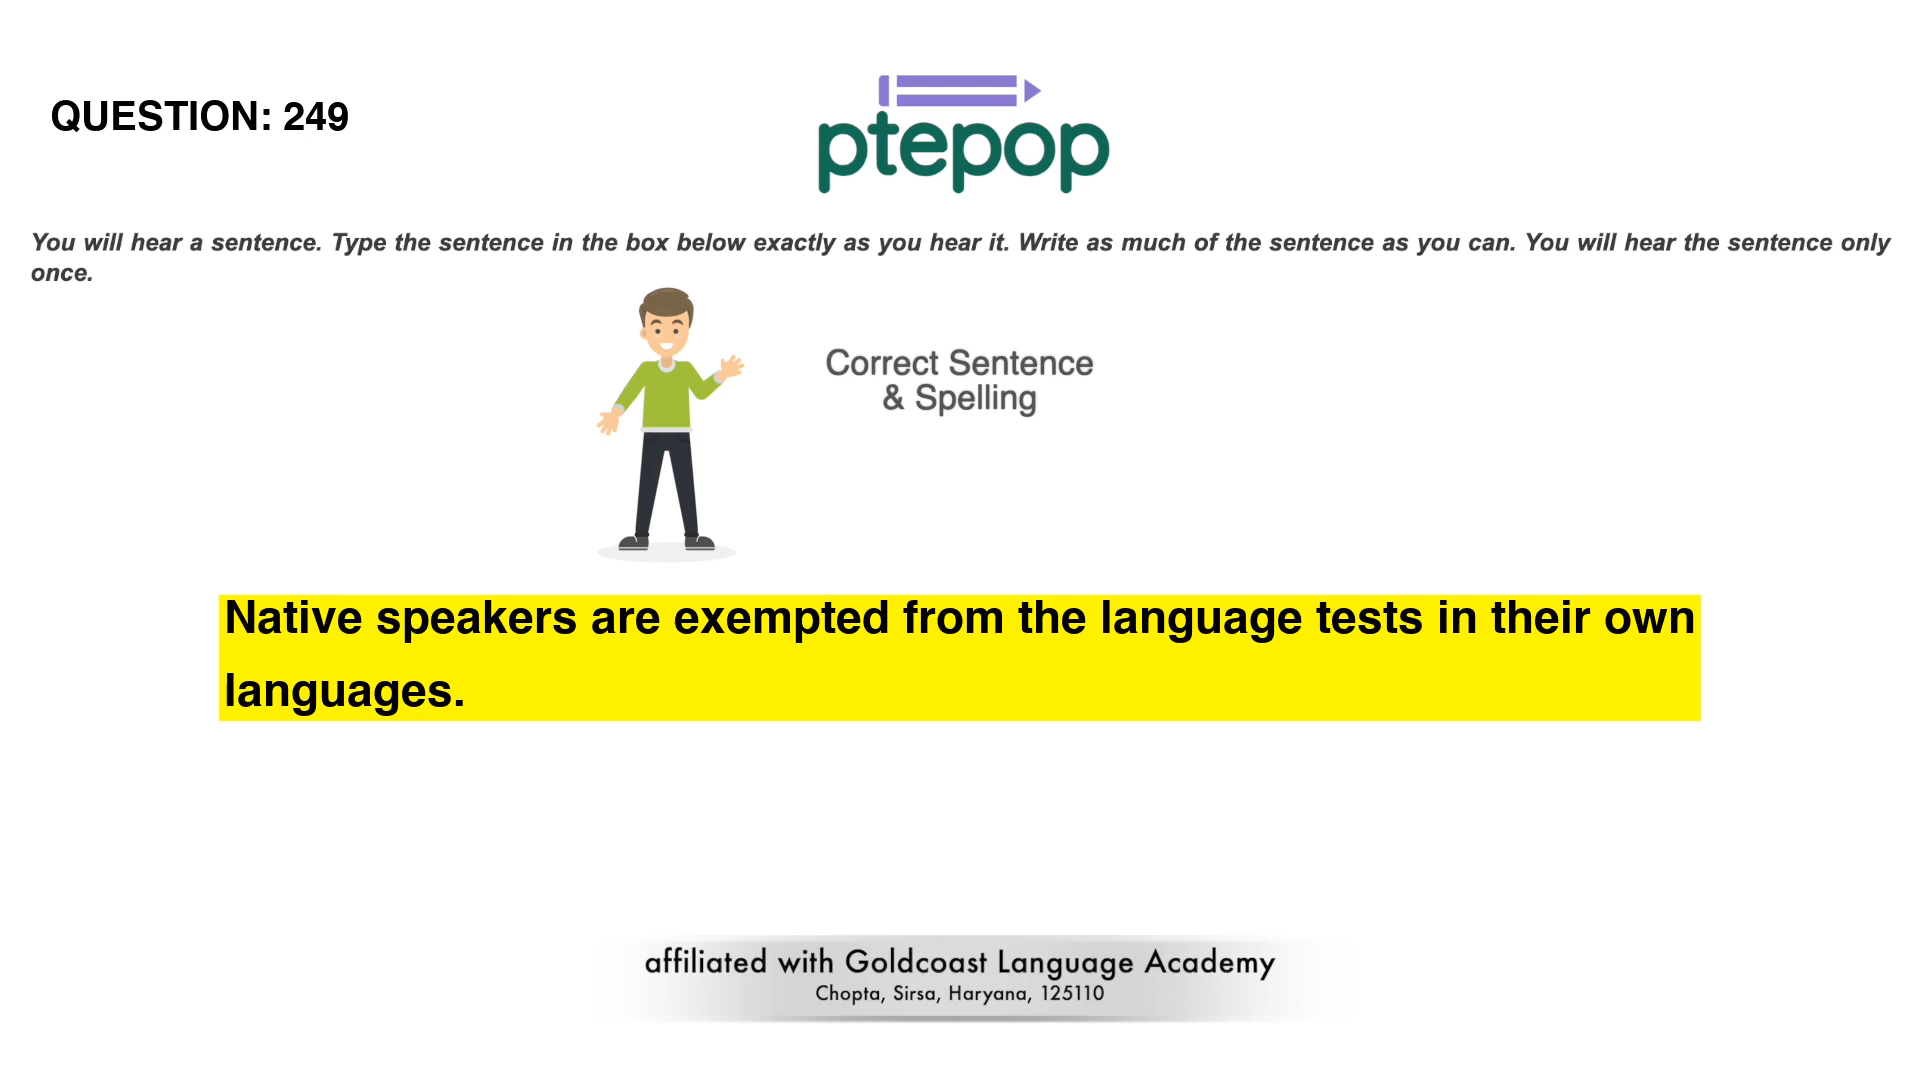 QUESTION: 249
ptepop
You will hear a sentence. Type the sentence in the box below exactly as you hear it. Write as much of the sentence as you can. You will hear the sentence only
once.
Correct Sentence
& Spelling
Native speakers are exempted from the language tests in their own
languages.
affiliated with Goldcoast Language Academy
Chopta, Sirsa, Haryana, 125110